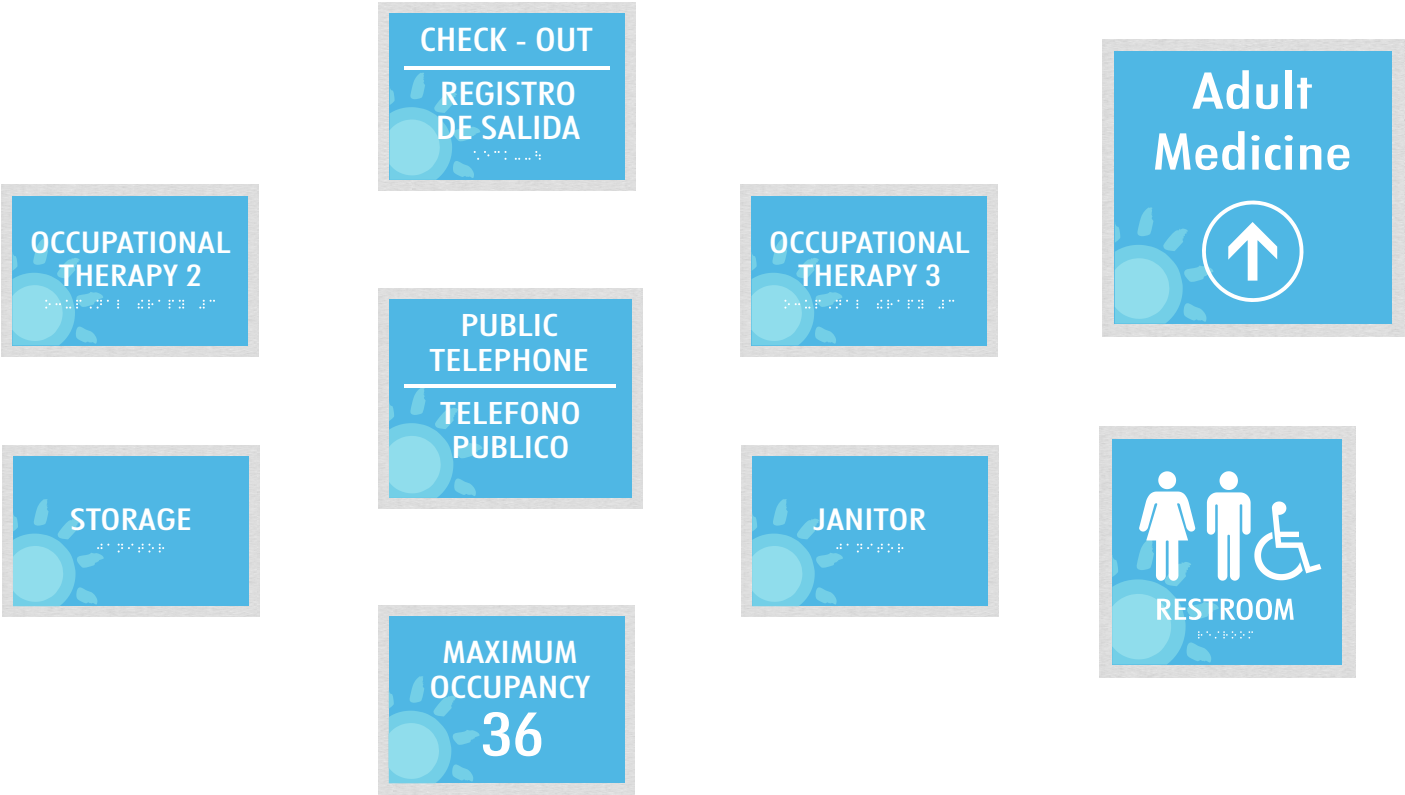 OCCUPATIONAL
THERAPY 2
STORAGE
CHECK - OUT
REGISTRO
DE SALIDA
PUBLIC
TELEPHONE
TELEFONO
PUBLICO
MAXIMUM
OCCUPANCY
36
OCCUPATIONAL
THERAPY 3
JANITOR
Adult
Medicine
RESTROOM